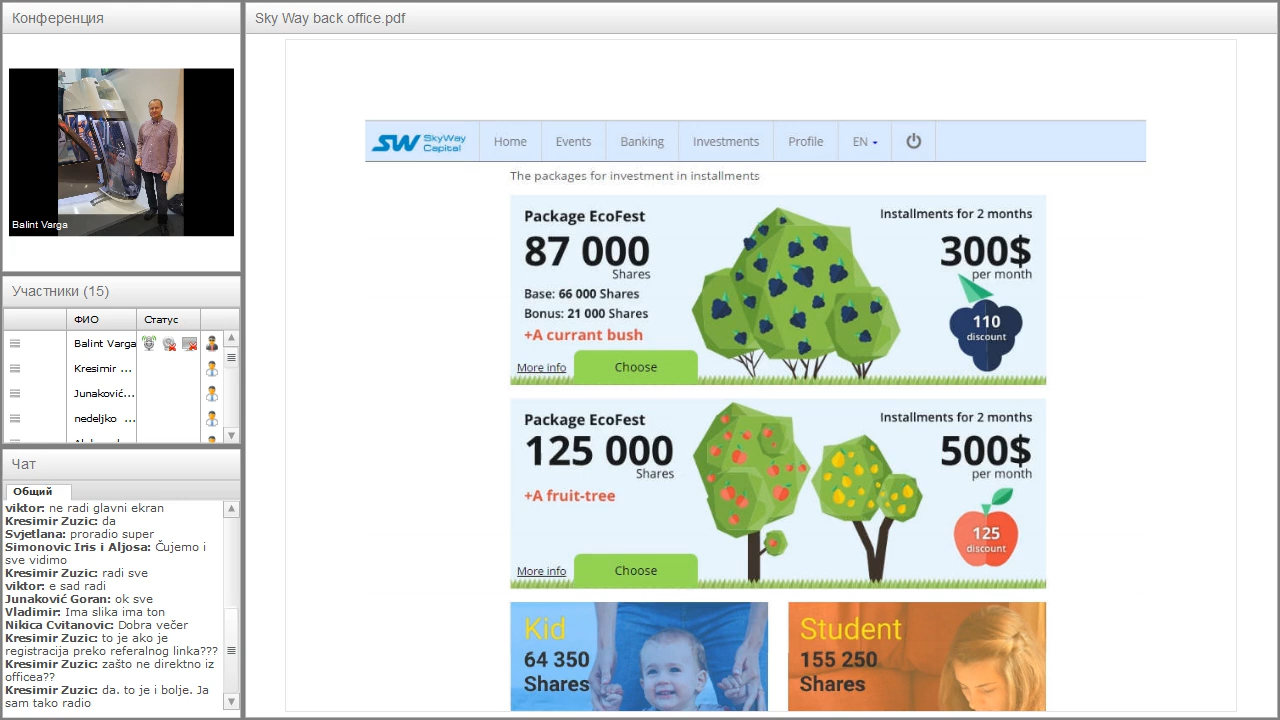 Конференция
Balint Varga
Участники (15)
ФИО
Статус
Balint Varga
Kresimir ...
Junaković...
nedeljko ...
Чат
Общий
viktor: ne radi glavni ekran
Kresimir Zuzic: da
Svjetlana: proradio super
Simonovic Iris i Aljosa: Čujemo i
sve vidimo
Kresimir Zuzic: radi sve
viktor: e sad radi
Junaković Goran: ok sve
Vladimir: Ima slika ima ton
Nikica Cvitanovic: Dobra večer
Kresimir Zuzic: to je ako je
registracija preko referalnog linka???
Kresimir Zuzic: zašto ne direktno iz
officea??
Kresimir Zuzic: da. to je i bolje. Ja
sam tako radio
Sky Way back office.pdf
SW SkyWay Capital
Home
Events
Banking
Investments
Profile
EN
The packages for investment in installments
Package EcoFest
87 000
Shares
Base: 66 000 Shares
Bonus: 21 000 Shares
+A currant bush
More info
Choose
Installments for 2 months
300$
per month
110
discount
Package EcoFest
125 000
Shares
+A fruit-tree
More info
Choose
Installments for 2 months
500$
per month
125
discount
Kid
64 350
Shares
Student
155 250
Shares